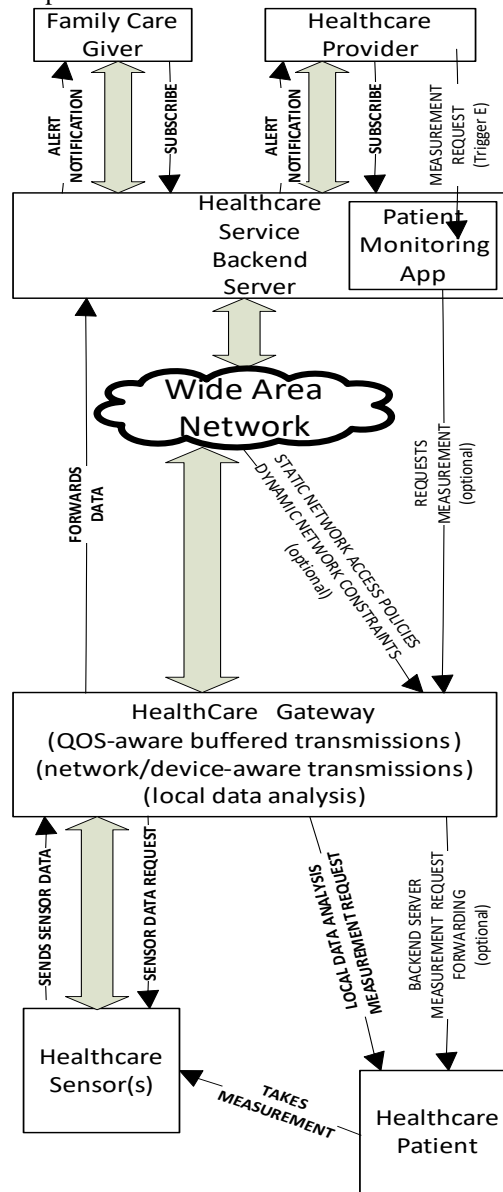 Family Care
Giver
Healthcare
Provider
ALERT
NOTIFICATION
SUBSCRIBE
ALERT
NOTIFICATION
SUBSCRIBE
MEASUREMENT
REQUEST
(Trigger E)
Healthcare
Service
Backend
Server
Patient
Monitoring
App
Wide Area
Network
FORWARDS
DATA
STATIC NETWORK ACCESS POLICIES
DYNAMIC NETWORK CONSTRAINTS
(optional)
REQUESTS
MEASUREMENT
(optional)
HealthCare Gateway
(QOS-aware buffered transmissions)
(network/device-aware transmissions)
(local data analysis)
SENDS SENSOR DATA
SENSOR DATA REQUEST
LOCAL DATA ANALYSIS
MEASUREMENT REQUEST
BACKEND SERVER
MEASUREMENT REQUEST
FORWARDING
(optional)
Healthcare
Sensor(s)
TAKES
MEASUREMENT
Healthcare
Patient